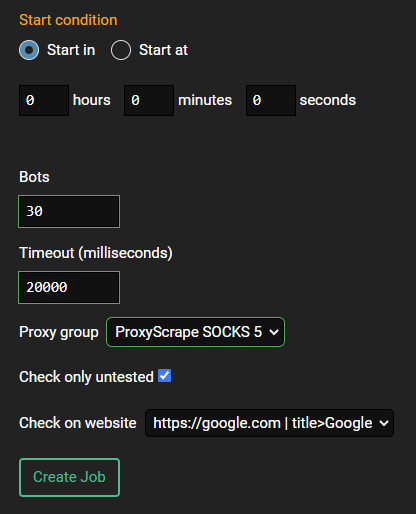 Start condition
Start in Start at
0 hours 0 minutes 0 seconds
Bots
30
Timeout (milliseconds)
20000
Proxy group ProxyScrape SOCKS 5
Check only untested
Check on website https://google.com | title>Google
Create Job